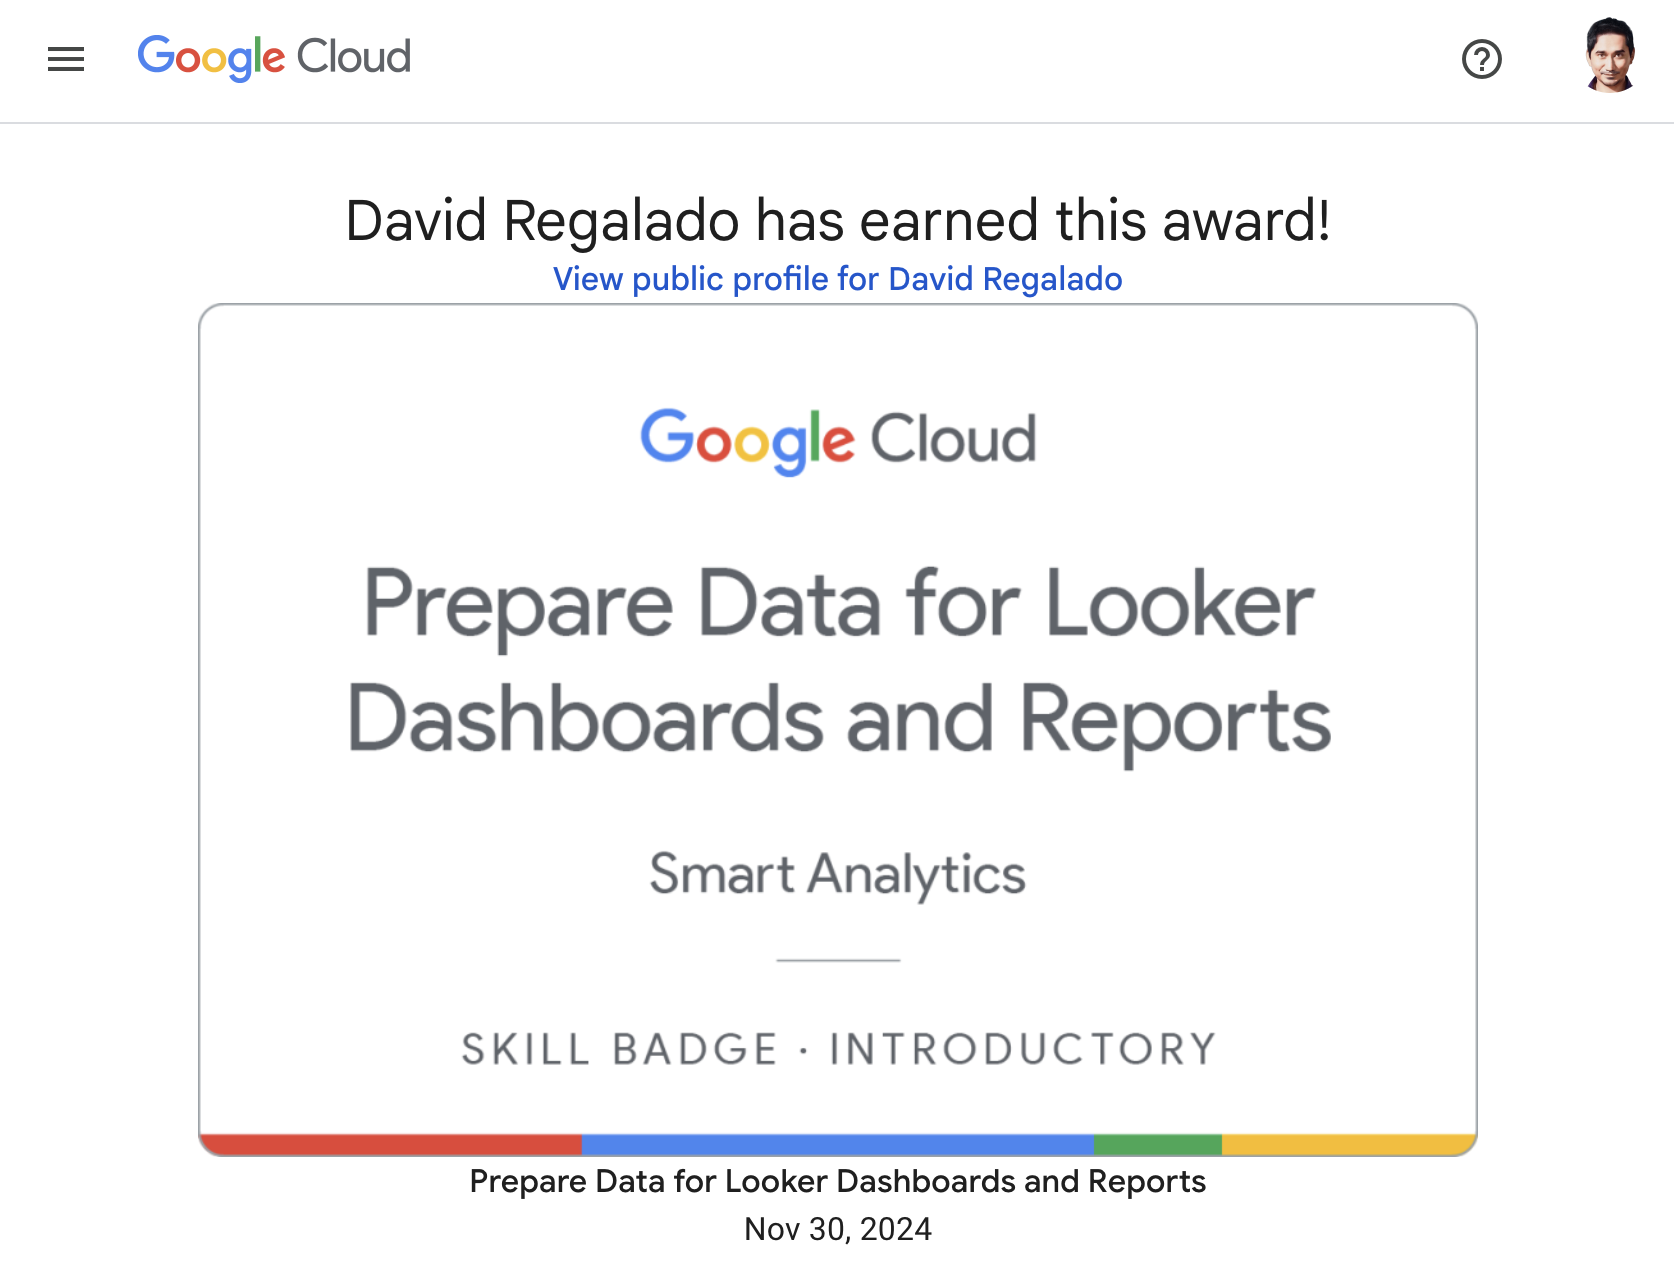 Google Cloud
David Regalado has earned this award!
View public profile for David Regalado
Google Cloud
Prepare Data for Looker
Dashboards and Reports
Smart Analytics
SKILL BADGE · INTRODUCTORY
Prepare Data for Looker Dashboards and Reports
Nov 30, 2024